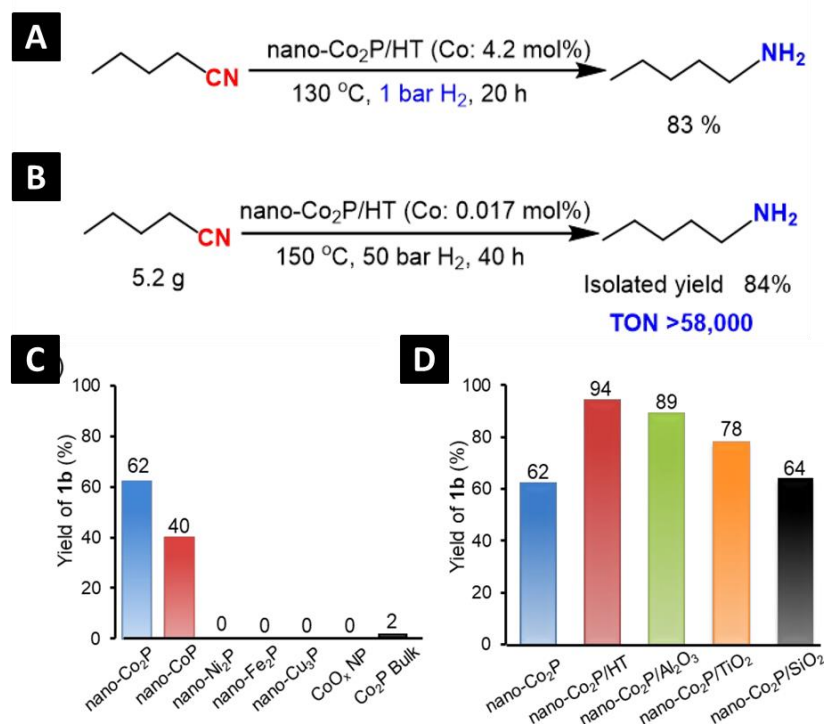 A
CN
nano-Co₂P/HT (Co: 4.2 mol%)
130 °C, 1 bar H₂, 20 h
NH₂
83 %
B
CN
5.2 g
nano-Co₂P/HT (Co: 0.017 mol%)
150 °C, 50 bar H₂, 40 h
NH₂
Isolated yield 84%
TON >58,000
C
)
Yield of 1b (%)
100
80
60
40
20
0
62
40
0
0
0
0
2
nano-Co₂P
nano-CoP
nano-Ni₂P
nano-Fe₂P
nano-Cu₃P
CoOₓ NP
Co₂P Bulk
D
Yield of 1b (%)
100
80
60
40
20
0
62
94
89
78
64
nano-Co₂P
nano-Co₂P/HT
nano-Co₂P/Al₂O₃
nano-Co₂P/TiO₂
nano-Co₂P/SiO₂